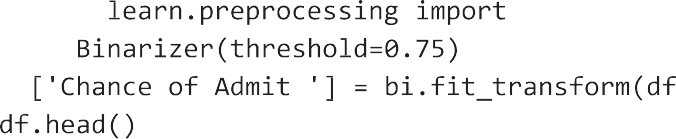 learn.preprocessing import
Binarizer(threshold=0.75)
['Chance of Admit '] = bi.fit_transform(df
df.head()